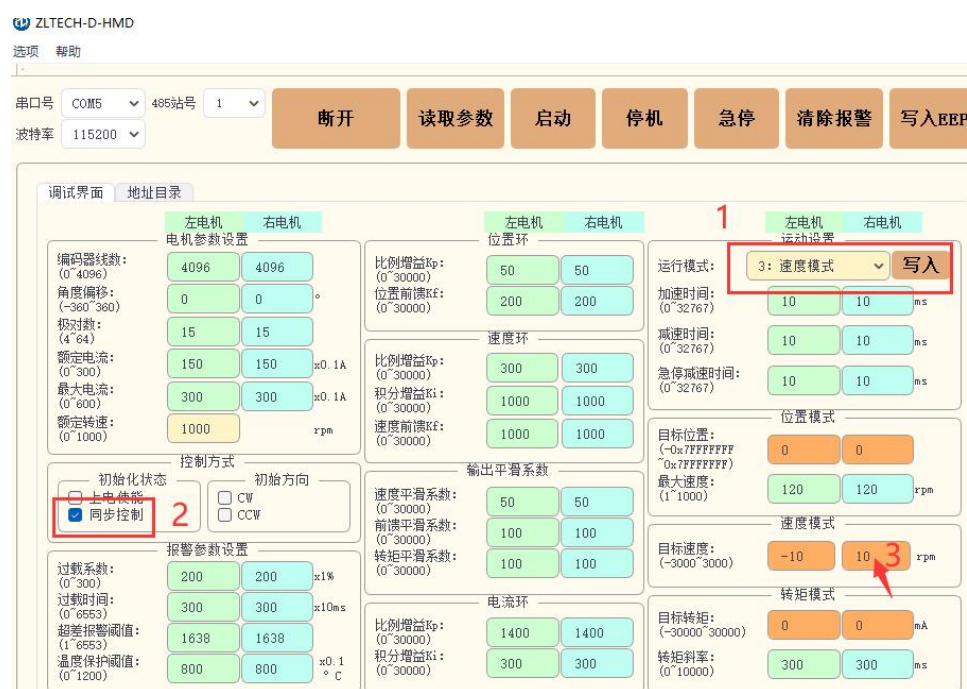 ZLTECH-D-HMD
选项 帮助
串口号 COM5 485站号 1
波特率 115200
断开 读取参数 启动 停机 急停 清除报警 写入EEP
调试界面 地址目录
左电机 右电机
电机参数设置
编码器线数: 4096 4096
(0~4096)
角度偏移: 0 0 °
(-360~360)
极对数: 15 15
(4~64)
额定电流: 150 150 x0.1A
(0~300)
最大电流: 300 300 x0.1A
(0~600)
额定转速: 1000 rpm
(0~1000)
控制方式
初始化状态 初始方向
上电使能 CW
同步控制 2 CCW
报警参数设置
过载系数: 200 200 x1%
(0~300)
过载时间: 300 300 x10ms
(0~6553)
超差报警阈值: 1638 1638
(1~6553)
温度保护阈值: 800 800 x0.1
(0~1200) °C
左电机 右电机
位置环
比例增益Kp: 50 50
(0~30000)
位置前馈Kf: 200 200
(0~30000)
速度环
比例增益Kp: 300 300
(0~30000)
积分增益Ki: 1000 1000
(0~30000)
速度前馈Kf: 1000 1000
(0~30000)
输出平滑系数
速度平滑系数: 50 50
(0~30000)
前馈平滑系数: 100 100
(0~30000)
转矩平滑系数: 100 100
(0~30000)
电流环
比例增益Kp: 1400 1400
(0~30000)
积分增益Ki: 300 300
(0~30000)
1 左电机 右电机
运动设置
运行模式: 3: 速度模式 写入
加速时间: 10 10 ms
(0~32767)
减速时间: 10 10 ms
(0~32767)
急停减速时间: 10 10 ms
(0~32767)
位置模式
目标位置: 0 0
(-0x7FFFFFFF
~0x7FFFFFFF)
最大速度: 120 120 rpm
(1~1000)
速度模式
目标速度: -10 10 3 rpm
(-3000~3000)
转矩模式
目标转矩: 0 0 mA
(-30000~30000)
转矩斜率: 300 300 ms
(0~10000)